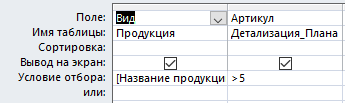 Поле: Вид Артикул
Имя таблицы: Продукция Детализация_Плана
Сортировка:
Вывод на экран:
Условие отбора: [Название продукци >5
или: